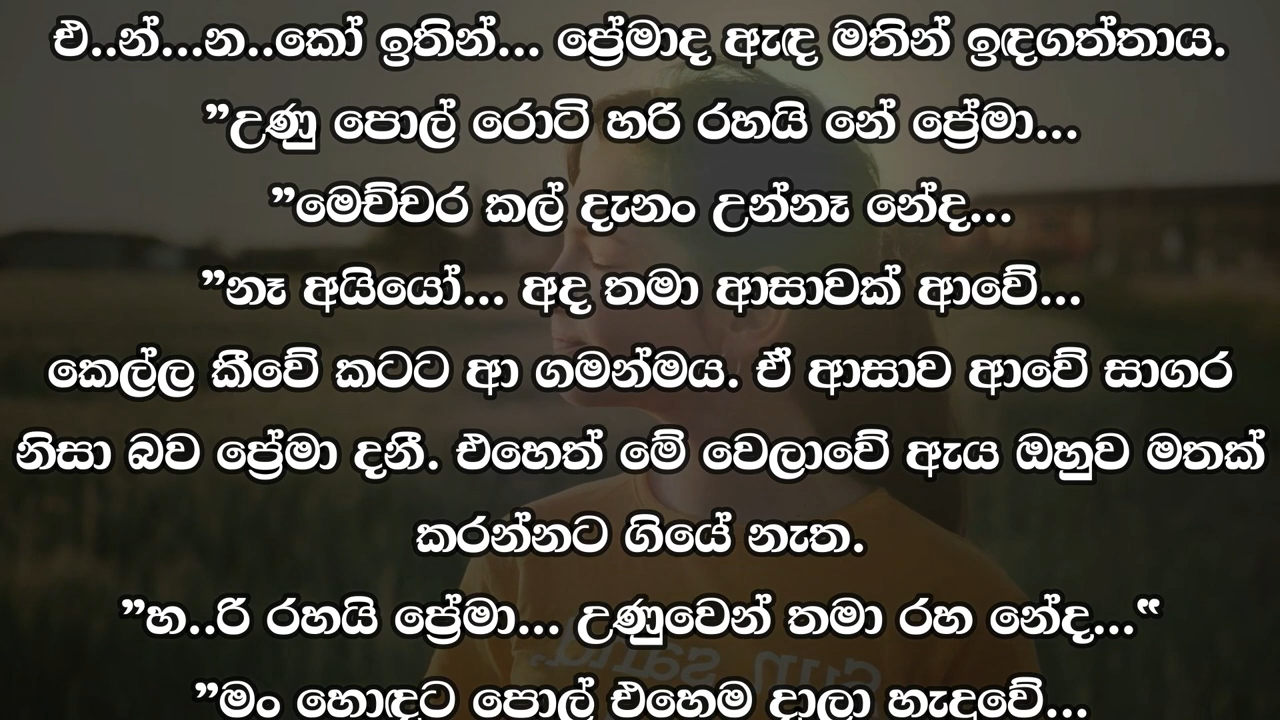 එ..න්...න..කෝ ඉතින්... ප්‍රේමාද ඇඳ මතින් ඉඳගත්තාය.
”උණු පොල් රොටි හරි රහයි නේ ප්‍රේමා...
”මෙච්චර කල් දැනං උන්නෑ නේද...
”නෑ අයියෝ... අද තමා ආසාවක් ආවේ...
කෙල්ල කීවේ කටට ආ ගමන්මය. ඒ ආසාව ආවේ සාගර
නිසා බව ප්‍රේමා දනී. එහෙත් මේ වෙලාවේ ඇය ඔහුව මතක්
කරන්නට ගියේ නැත.
”හ..රි රහයි ප්‍රේමා... උණුවෙන් තමා රහ නේද...‟
”මං හොඳට පොල් එහෙම දාලා හැදුවේ...